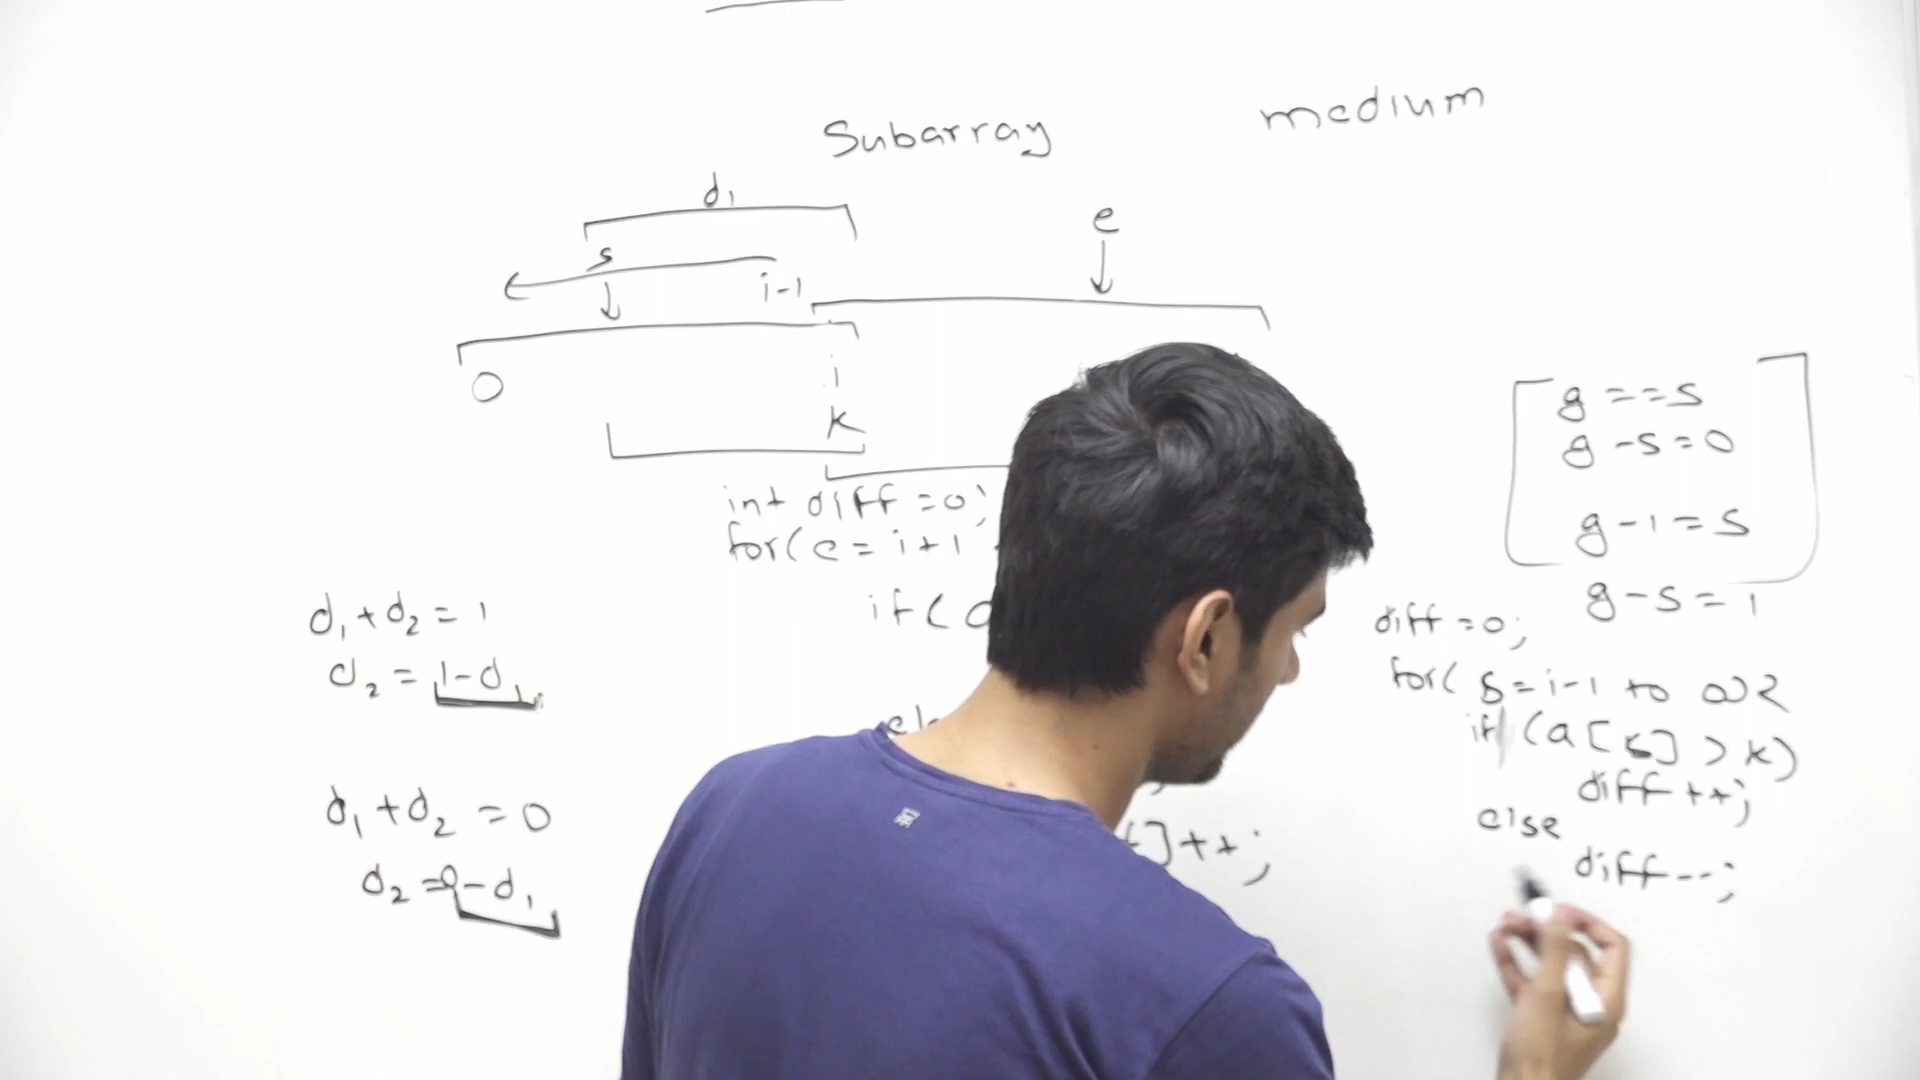 Subarray medium
d1
s
e
i-1
0
i
k
int diff = 0;
for( e = i+1
if(
d1 + d2 = 1
d2 = 1-d1
d1 + d2 = 0
d2 = 0-d1
]++;
g == s
g - s = 0
g - 1 = s
g - s = 1
diff = 0;
for( s = i-1 to 0) {
if (a[s] > k)
diff ++;
else
diff--;